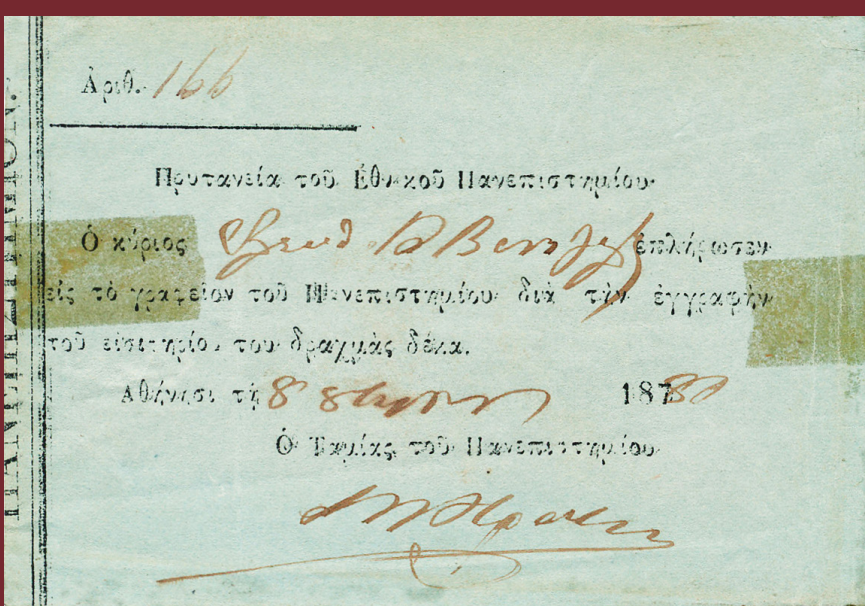 Ἀριθ. 166
Πρυτανεία τοῦ Ἐθνικοῦ Πανεπιστημίου
Ὁ κύριος ἐπλήρωσεν
εἰς τὸ γραφεῖον τοῦ Πανεπιστημίου διὰ τὴν ἐγγραφὴν
τοῦ εἰσιτηρίου του δραχμὰς δέκα.
Ἀθήνησι τῇ 8 1880
Ὁ Ταμίας τοῦ Πανεπιστημίου
ΠΑΝΕΠΙΣΤΗΜΙΟΝ.